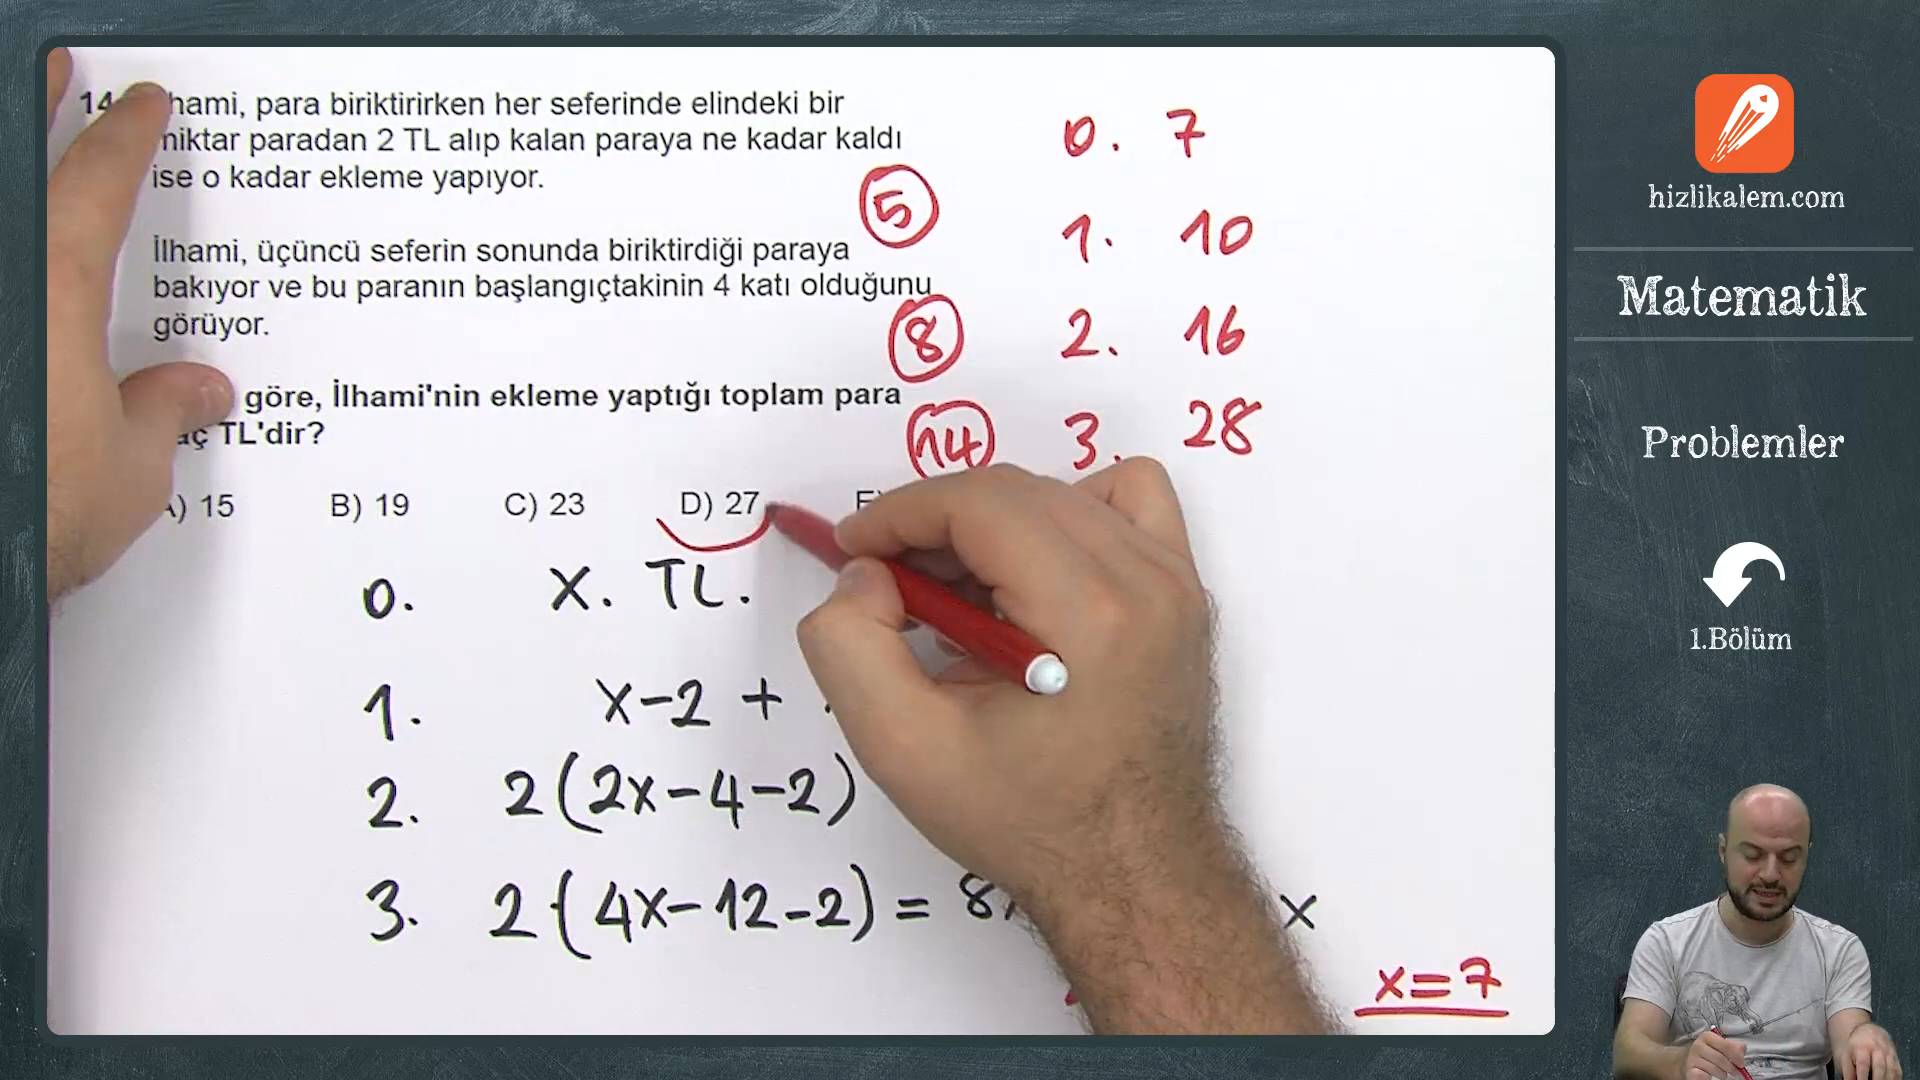 14 hami, para biriktirirken her seferinde elindeki bir
miktar paradan 2 TL alıp kalan paraya ne kadar kaldı
ise o kadar ekleme yapıyor.
İlhami, üçüncü seferin sonunda biriktirdiği paraya
bakıyor ve bu paranın başlangıçtakinin 4 katı olduğunu
görüyor.
göre, İlhami'nin ekleme yaptığı toplam para
aç TL'dir?
A) 15 B) 19 C) 23 D) 27
0. 7
5
1. 10
8
2. 16
14
3. 28
0. x. TL.
1. x-2 +
2. 2(2x-4-2)
3. 2·(4x-12-2) = 8 x
x=7
hizlikalem.com
Matematik
Problemler
1.Bölüm